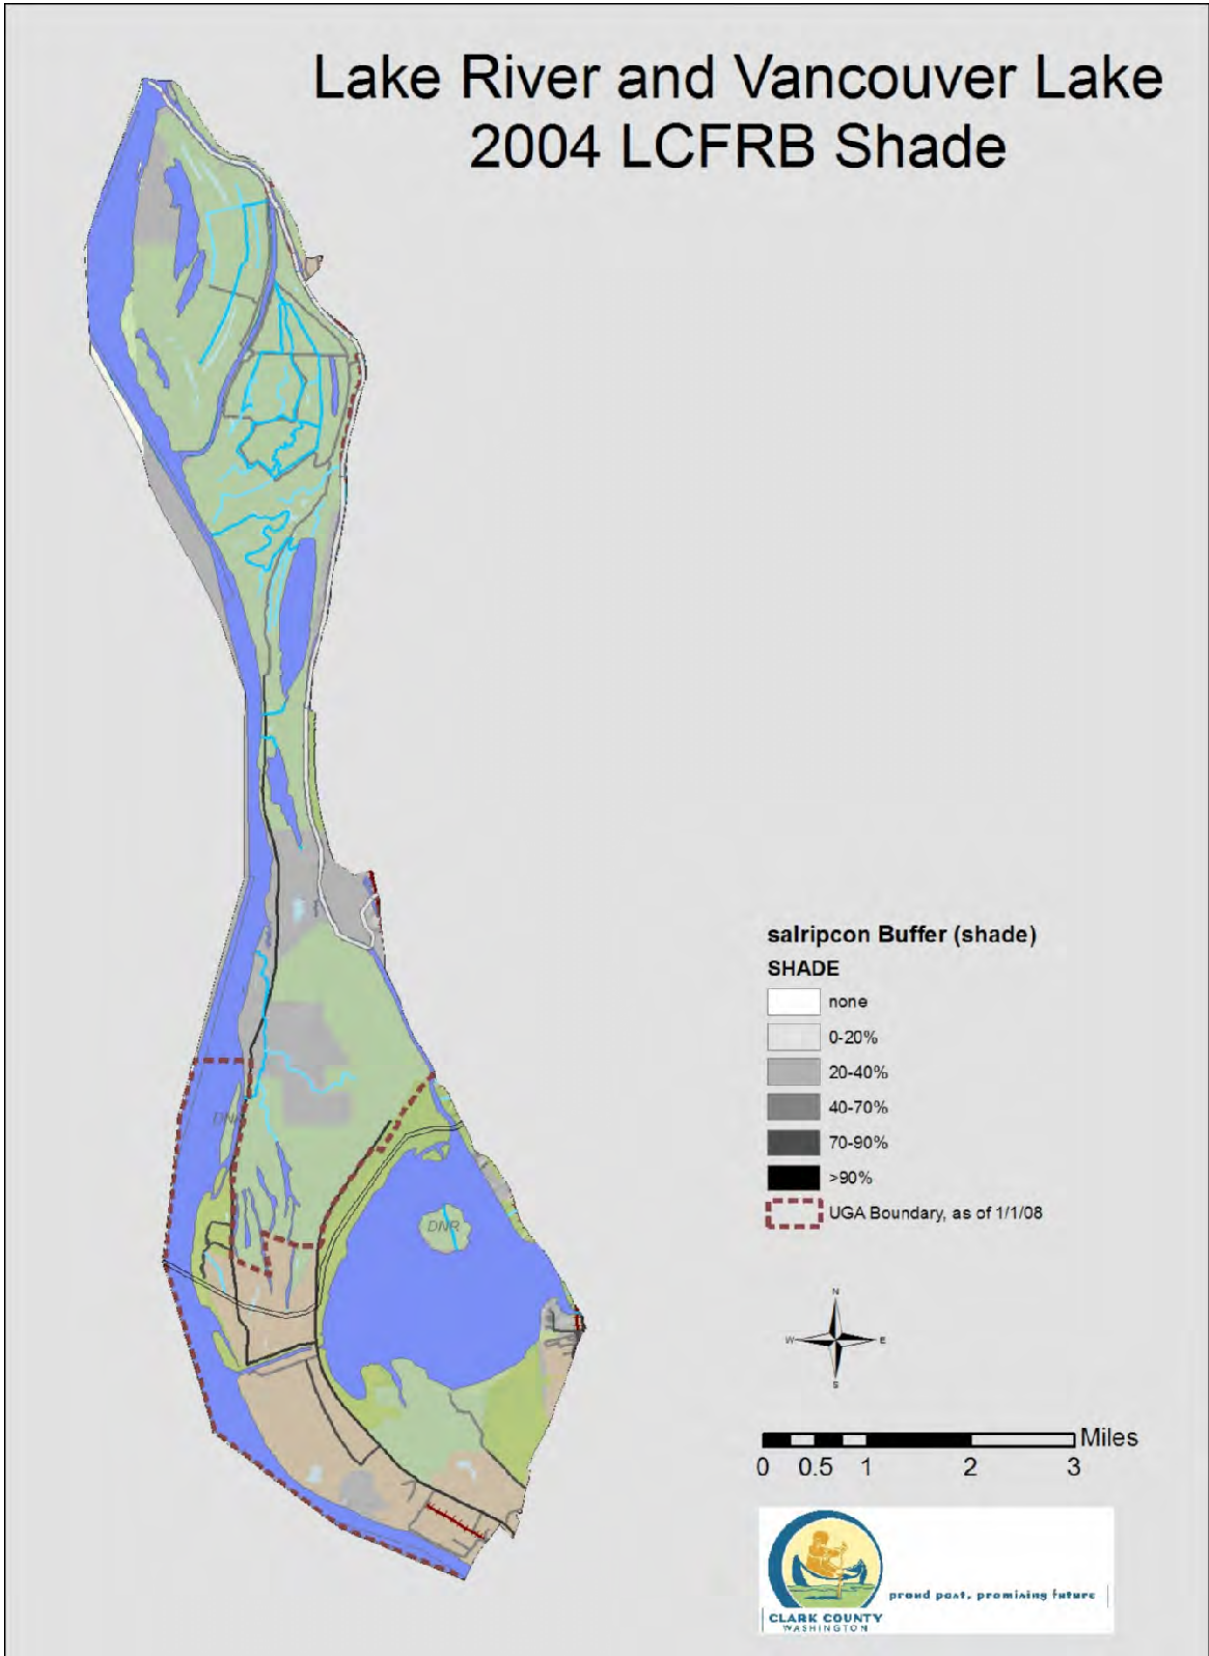 Lake River and Vancouver Lake
2004 LCFRB Shade
salripcon Buffer (shade)
SHADE
none
0-20%
20-40%
40-70%
70-90%
>90%
UGA Boundary, as of 1/1/08
DNR
DNR
N
W E
S
Miles
0 0.5 1 2 3
proud past, promising future
CLARK COUNTY
WASHINGTON